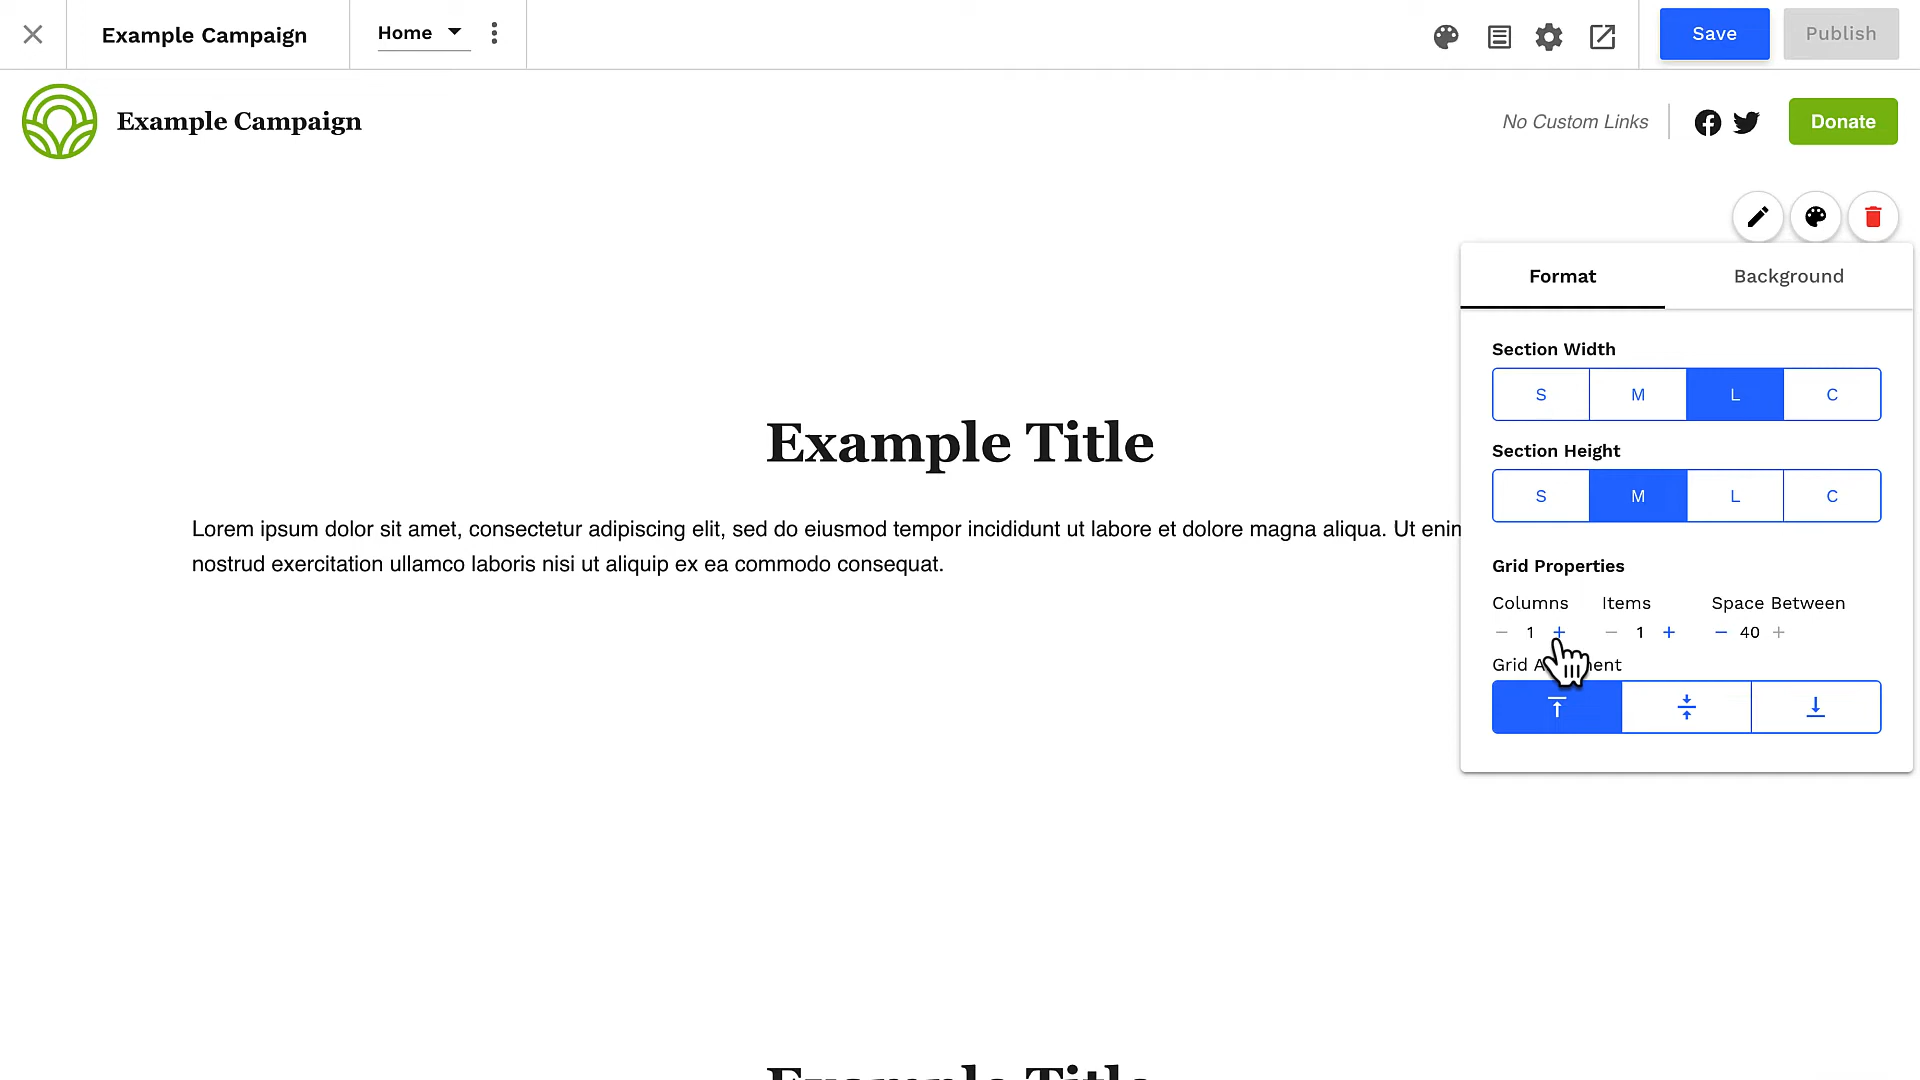 Example Campaign
Home
Save
Publish
Example Campaign
No Custom Links
Donate
Format
Background
Section Width
S M L C
Section Height
S M L C
Example Title
Lorem ipsum dolor sit amet, consectetur adipiscing elit, sed do eiusmod tempor incididunt ut labore et dolore magna aliqua. Ut enim
nostrud exercitation ullamco laboris nisi ut aliquip ex ea commodo consequat.
Grid Properties
Columns Items Space Between
− 1 + − 1 + − 40 +
Grid
Example Title